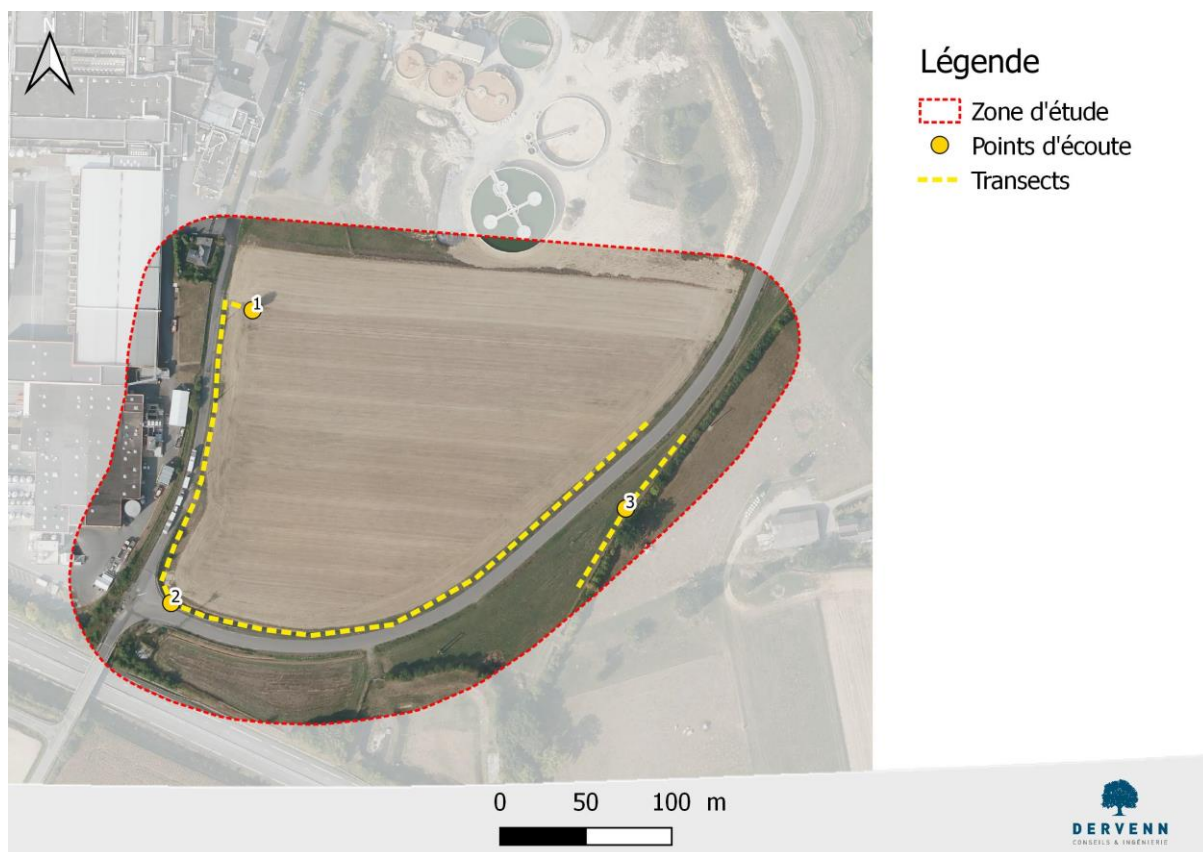 N
Légende
Zone d'étude
Points d'écoute
Transects
1
2
3
0 50 100 m
DERVENN
CONSEILS & INGÉNIERIE